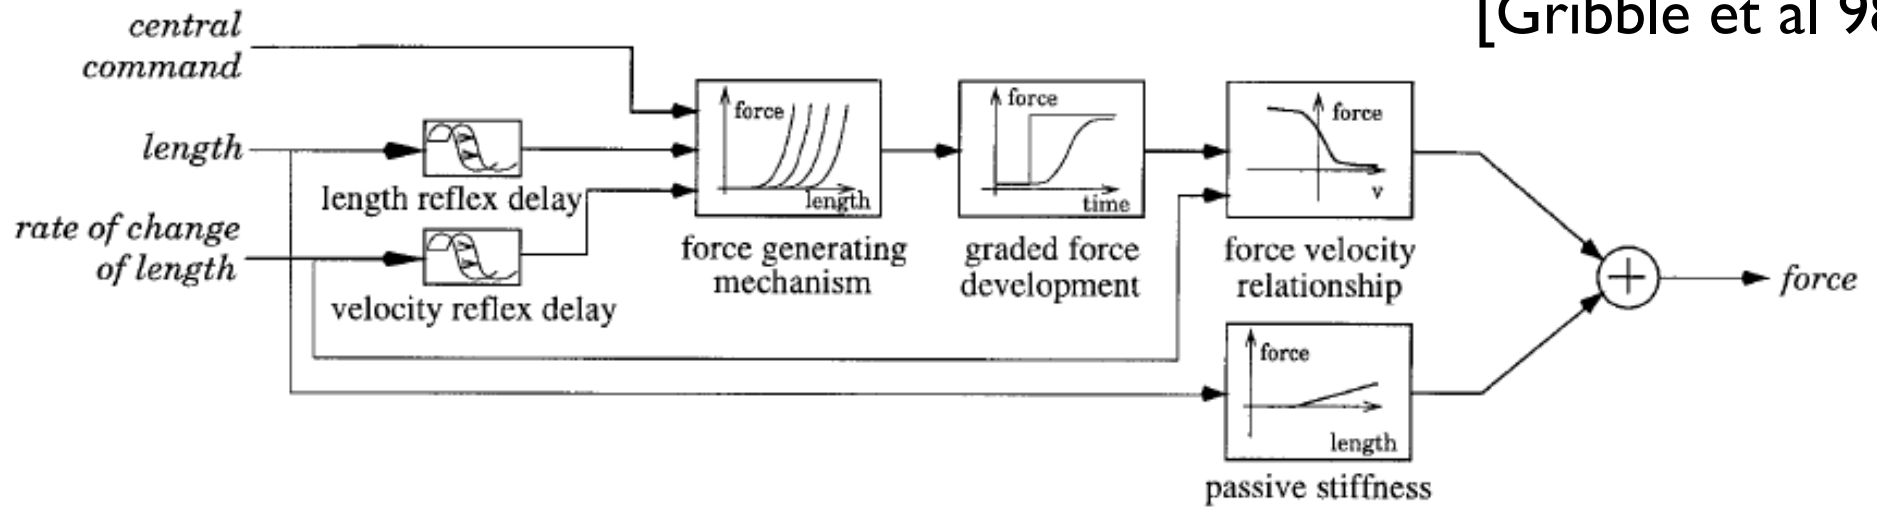 [Gribble et al 98
central
command
length
rate of change
of length
length reflex delay
velocity reflex delay
force
length
force generating
mechanism
force
time
graded force
development
force
v
force velocity
relationship
force
length
passive stiffness
+
force